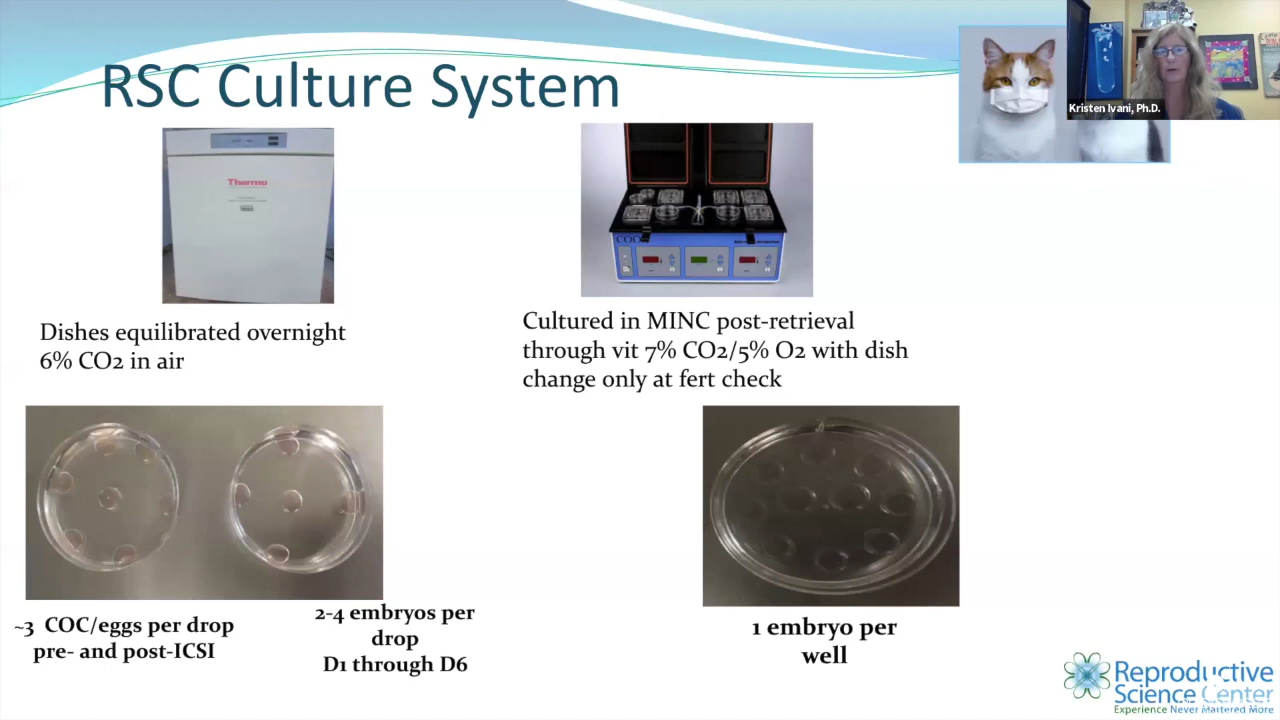 RSC Culture System
Kristen Ivani, Ph.D.
Thermo
COO
Dishes equilibrated overnight
6% CO2 in air
Cultured in MINC post-retrieval
through vit 7% CO2/5% O2 with dish
change only at fert check
~3 COC/eggs per drop
pre- and post-ICSI
2-4 embryos per
drop
D1 through D6
1 embryo per
well
Reproductive
Science Center
Experience Never Mattered More